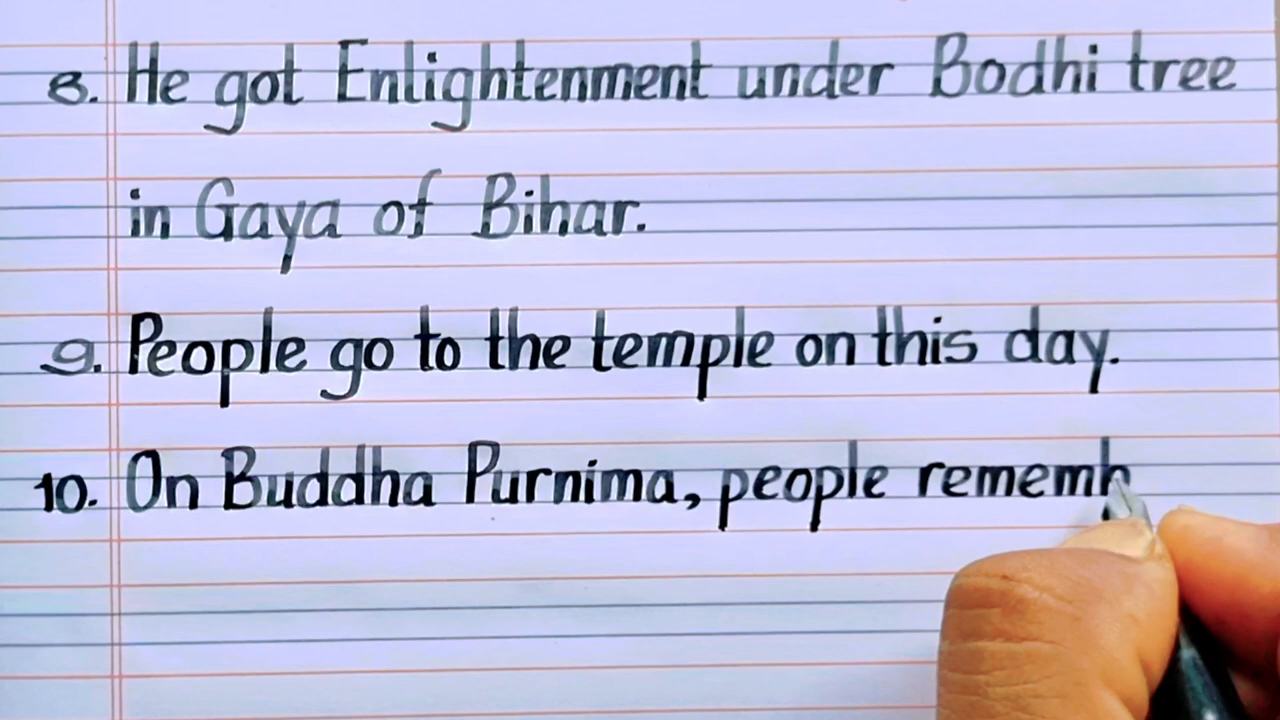 8. He got Enlightenment under Bodhi tree
in Gaya of Bihar.
9. People go to the temple on this day.
10. On Buddha Purnima, people rememb